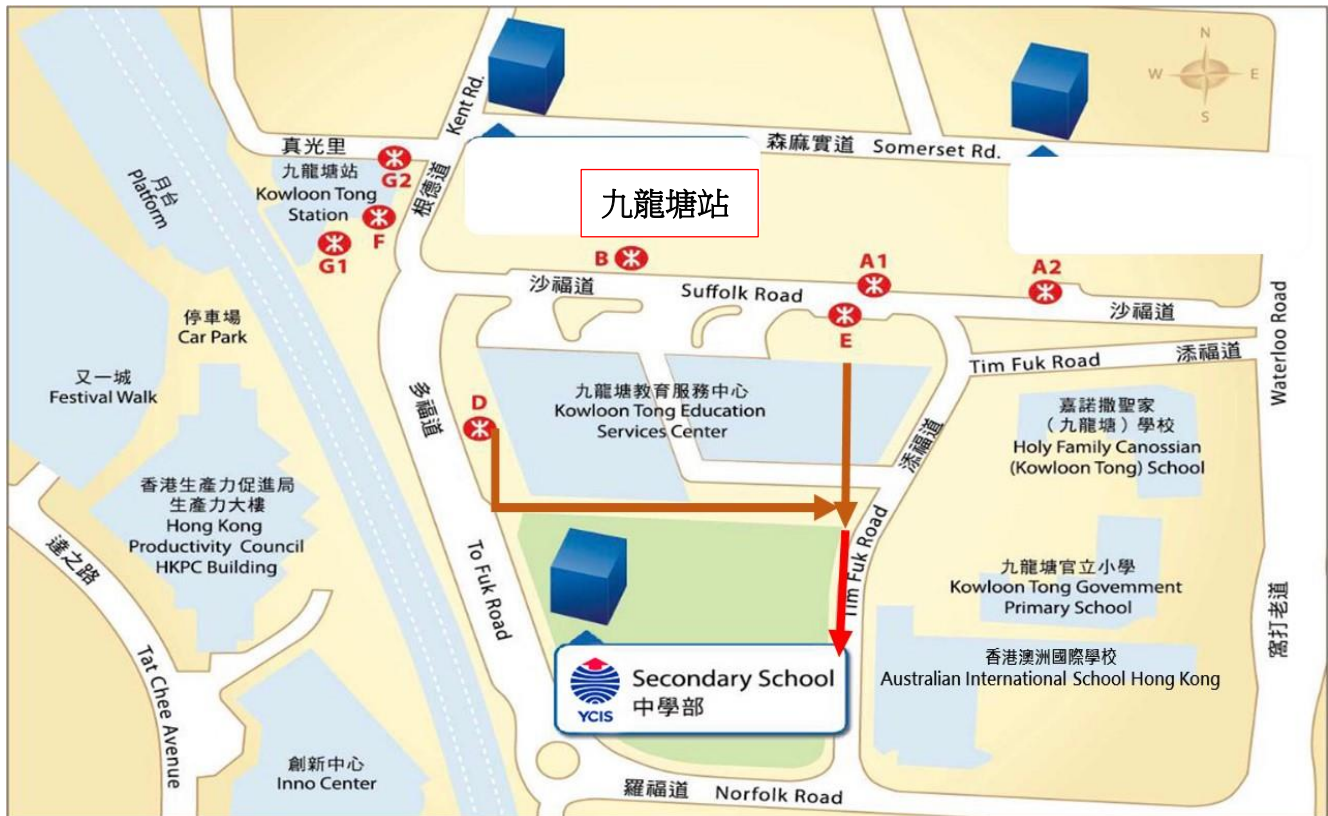 N
W
E
S
Kent Rd.
根德道
真光里
G2
九龍塘站
Kowloon Tong
Station
F
G1
月台
Platform
森麻實道 Somerset Rd.
九龍塘站
B
A1
A2
沙福道
Suffolk Road
沙福道
E
Tim Fuk Road
添福道
Waterloo Road
窩打老道
停車場
Car Park
又一城
Festival Walk
多福道
To Fuk Road
D
九龍塘教育服務中心
Kowloon Tong Education
Services Center
添福道
Tim Fuk Road
嘉諾撒聖家
（九龍塘）學校
Holy Family Canossian
(Kowloon Tong) School
香港生產力促進局
生產力大樓
Hong Kong
Productivity Council
HKPC Building
達之路
Tat Chee Avenue
九龍塘官立小學
Kowloon Tong Govemment
Primary School
香港澳洲國際學校
Australian International School Hong Kong
YCIS
Secondary School
中學部
創新中心
Inno Center
羅福道 Norfolk Road